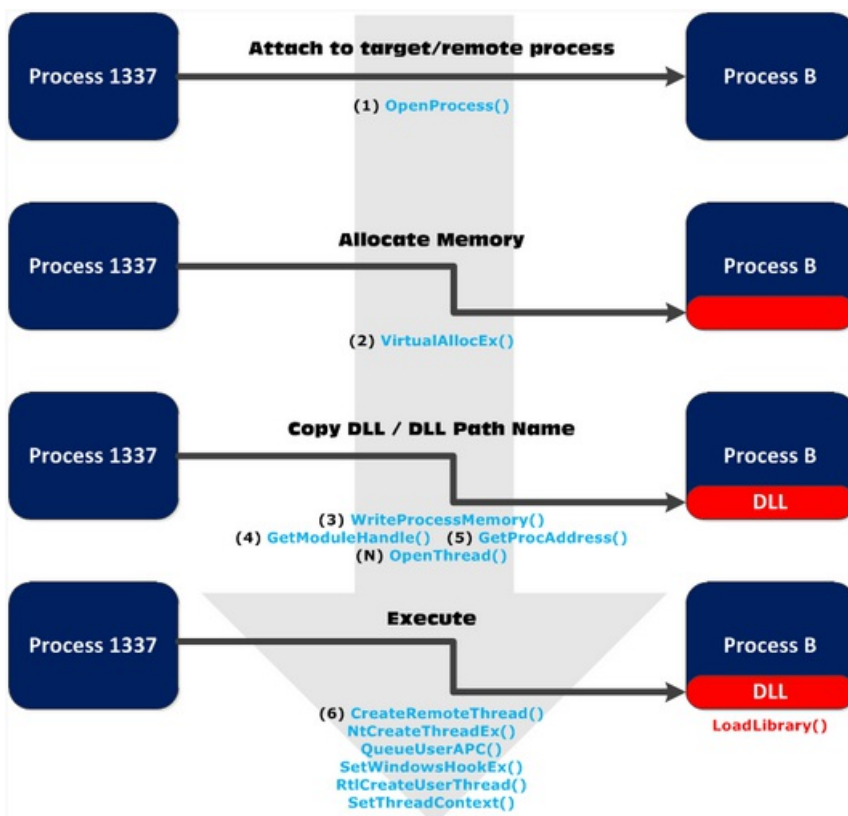 Attach to target/remote process
Process 1337
Process B
(1) OpenProcess()
Allocate Memory
Process 1337
Process B
(2) VirtualAllocEx()
Copy DLL / DLL Path Name
Process 1337
Process B
DLL
(3) WriteProcessMemory()
(4) GetModuleHandle() (5) GetProcAddress()
(N) OpenThread()
Execute
Process 1337
Process B
DLL
(6) CreateRemoteThread()
LoadLibrary()
NtCreateThreadEx()
QueueUserAPC()
SetWindowsHookEx()
RtlCreateUserThread()
SetThreadContext()